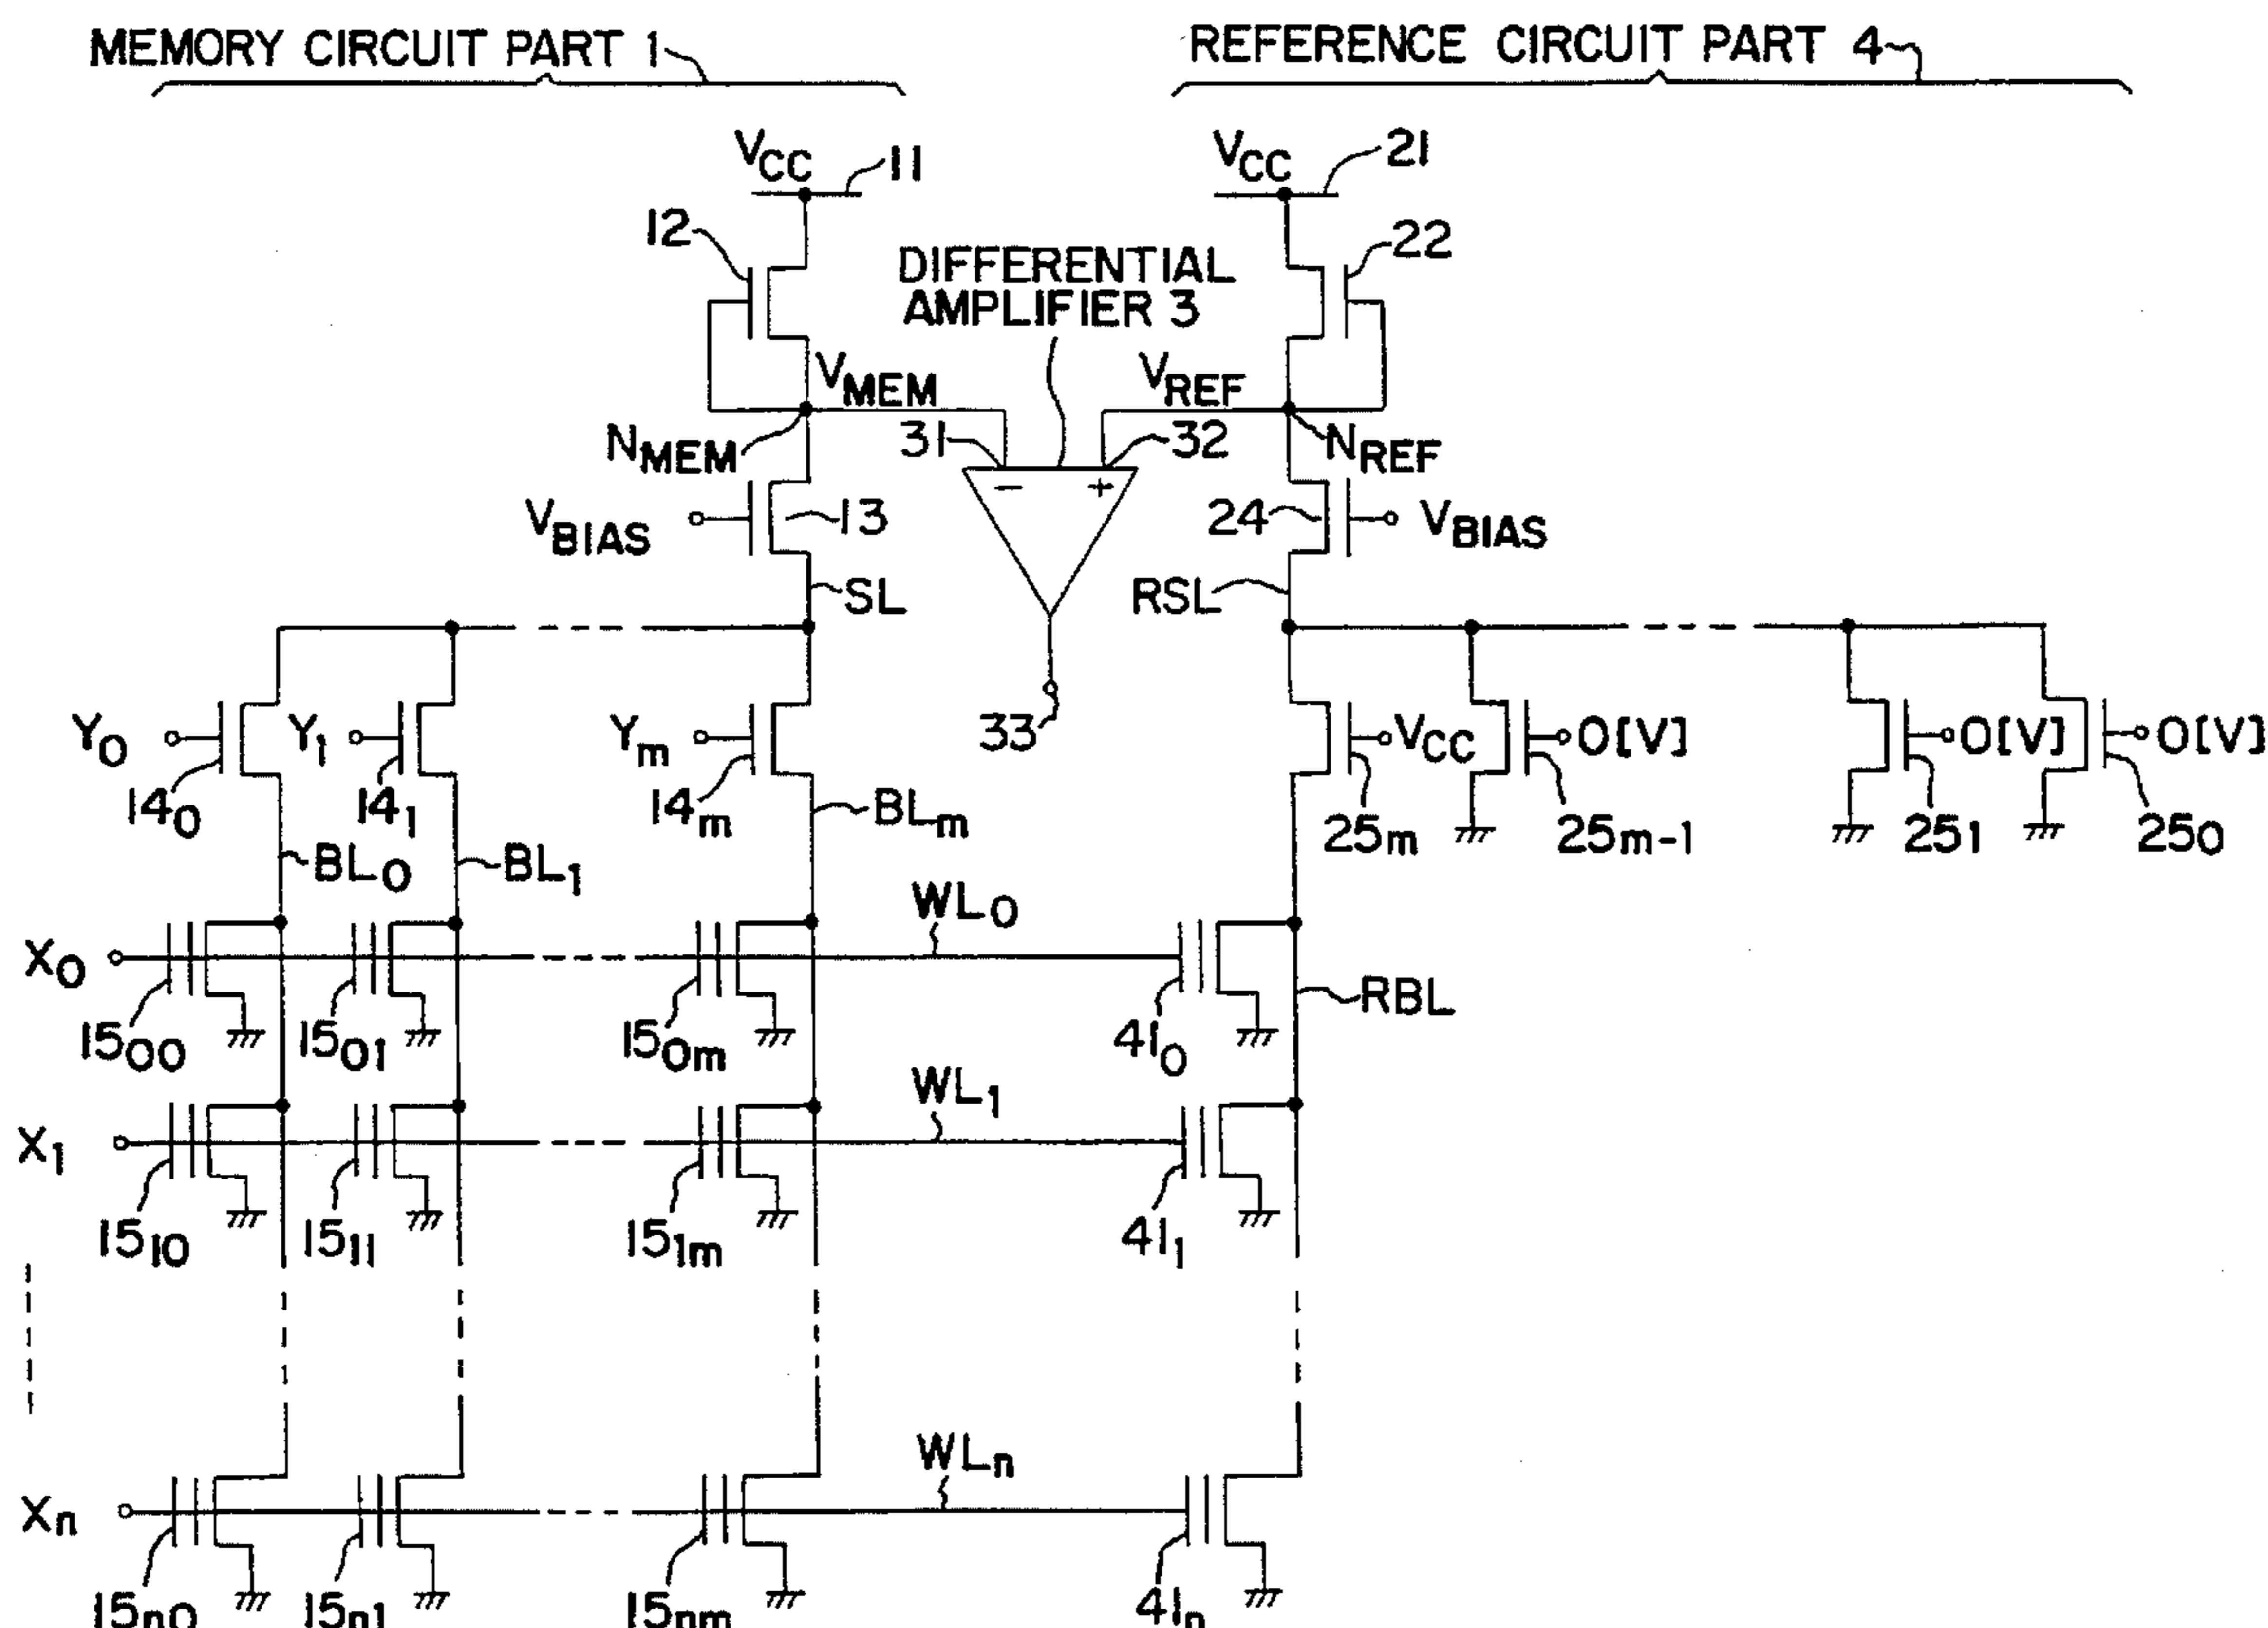 MEMORY CIRCUIT PART 1
REFERENCE CIRCUIT PART 4
VCC
11
VCC
21
12
DIFFERENTIAL
AMPLIFIER 3
22
VMEM
VREF
NMEM
31
32
NREF
VBIAS
13
−
+
24
VBIAS
SL
RSL
33
Y0
Y1
Ym
VCC
0[V]
0[V]
0[V]
140
141
14m
BLm
25m
25m-1
251
250
BL0
BL1
WL0
X0
RBL
1500
1501
150m
410
WL1
X1
1510
1511
151m
411
WLn
Xn
15n0
15n1
15nm
41n